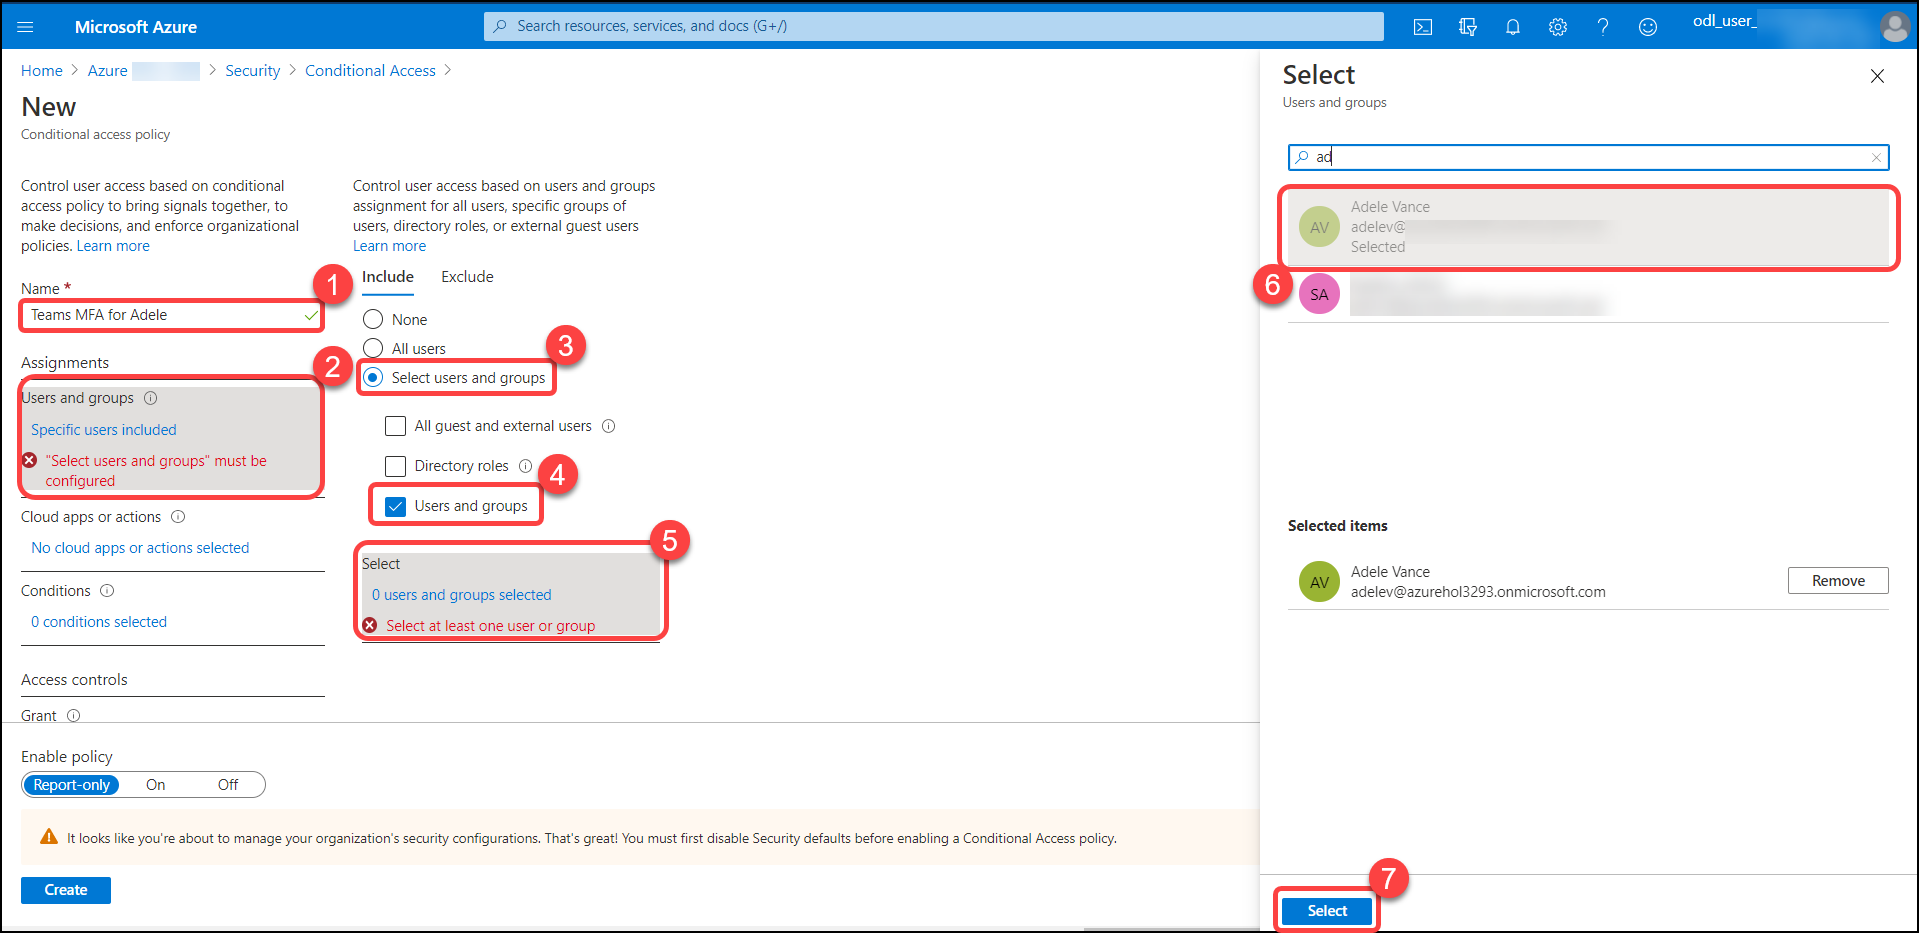 Microsoft Azure
Search resources, services, and docs (G+/)
odl_user_
Home > Azure > Security > Conditional Access >
New
Conditional access policy
Control user access based on conditional
access policy to bring signals together, to
make decisions, and enforce organizational
policies. Learn more
Name *
1
Teams MFA for Adele
Assignments
2
Users and groups
Specific users included
"Select users and groups" must be
configured
Cloud apps or actions
No cloud apps or actions selected
Conditions
0 conditions selected
Access controls
Grant
Control user access based on users and groups
assignment for all users, specific groups of
users, directory roles, or external guest users
Learn more
Include Exclude
None
All users
3
Select users and groups
All guest and external users
Directory roles
4
Users and groups
5
Select
0 users and groups selected
Select at least one user or group
Enable policy
Report-only On Off
It looks like you're about to manage your organization's security configurations. That's great! You must first disable Security defaults before enabling a Conditional Access policy.
Create
Select
Users and groups
ad
AV
Adele Vance
adelev@
Selected
6
SA
Selected items
AV
Adele Vance
adelev@azurehol3293.onmicrosoft.com
Remove
7
Select